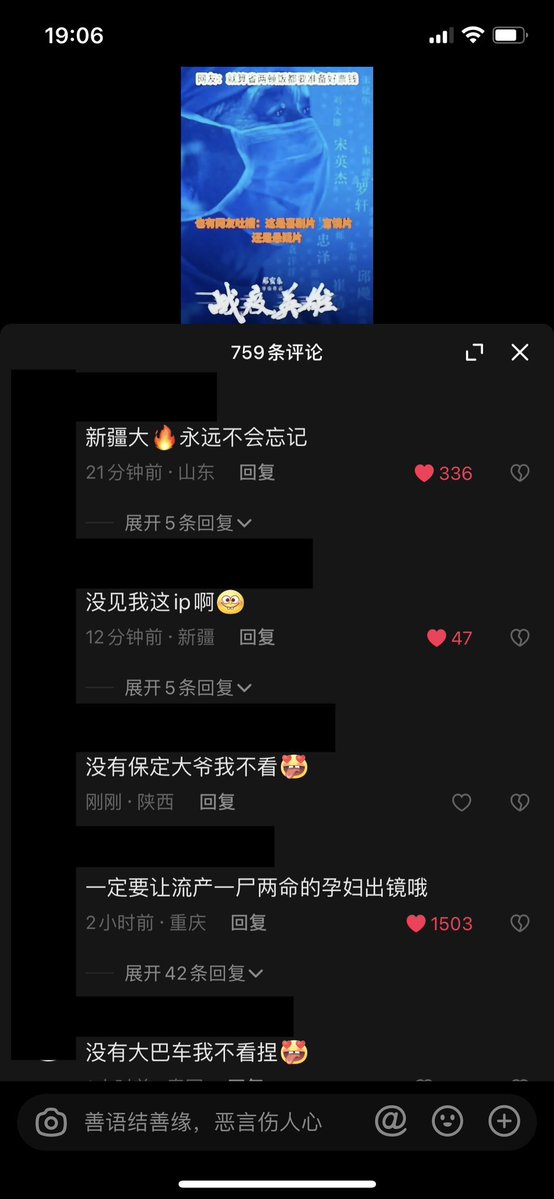 19:06
网友：就算省两顿饭都要准备好票钱
宋英杰
也有网友吐槽：这是喜剧片 言情片
还是悬疑片
战疫英雄
759条评论
新疆大🔥永远不会忘记
21分钟前 · 山东 回复 336
展开5条回复
没见我这ip啊
12分钟前 · 新疆 回复 47
展开5条回复
没有保定大爷我不看🤩
刚刚 · 陕西 回复
一定要让流产一尸两命的孕妇出镜哦
2小时前 · 重庆 回复 1503
展开42条回复
没有大巴车我不看捏🤩
善语结善缘，恶言伤人心